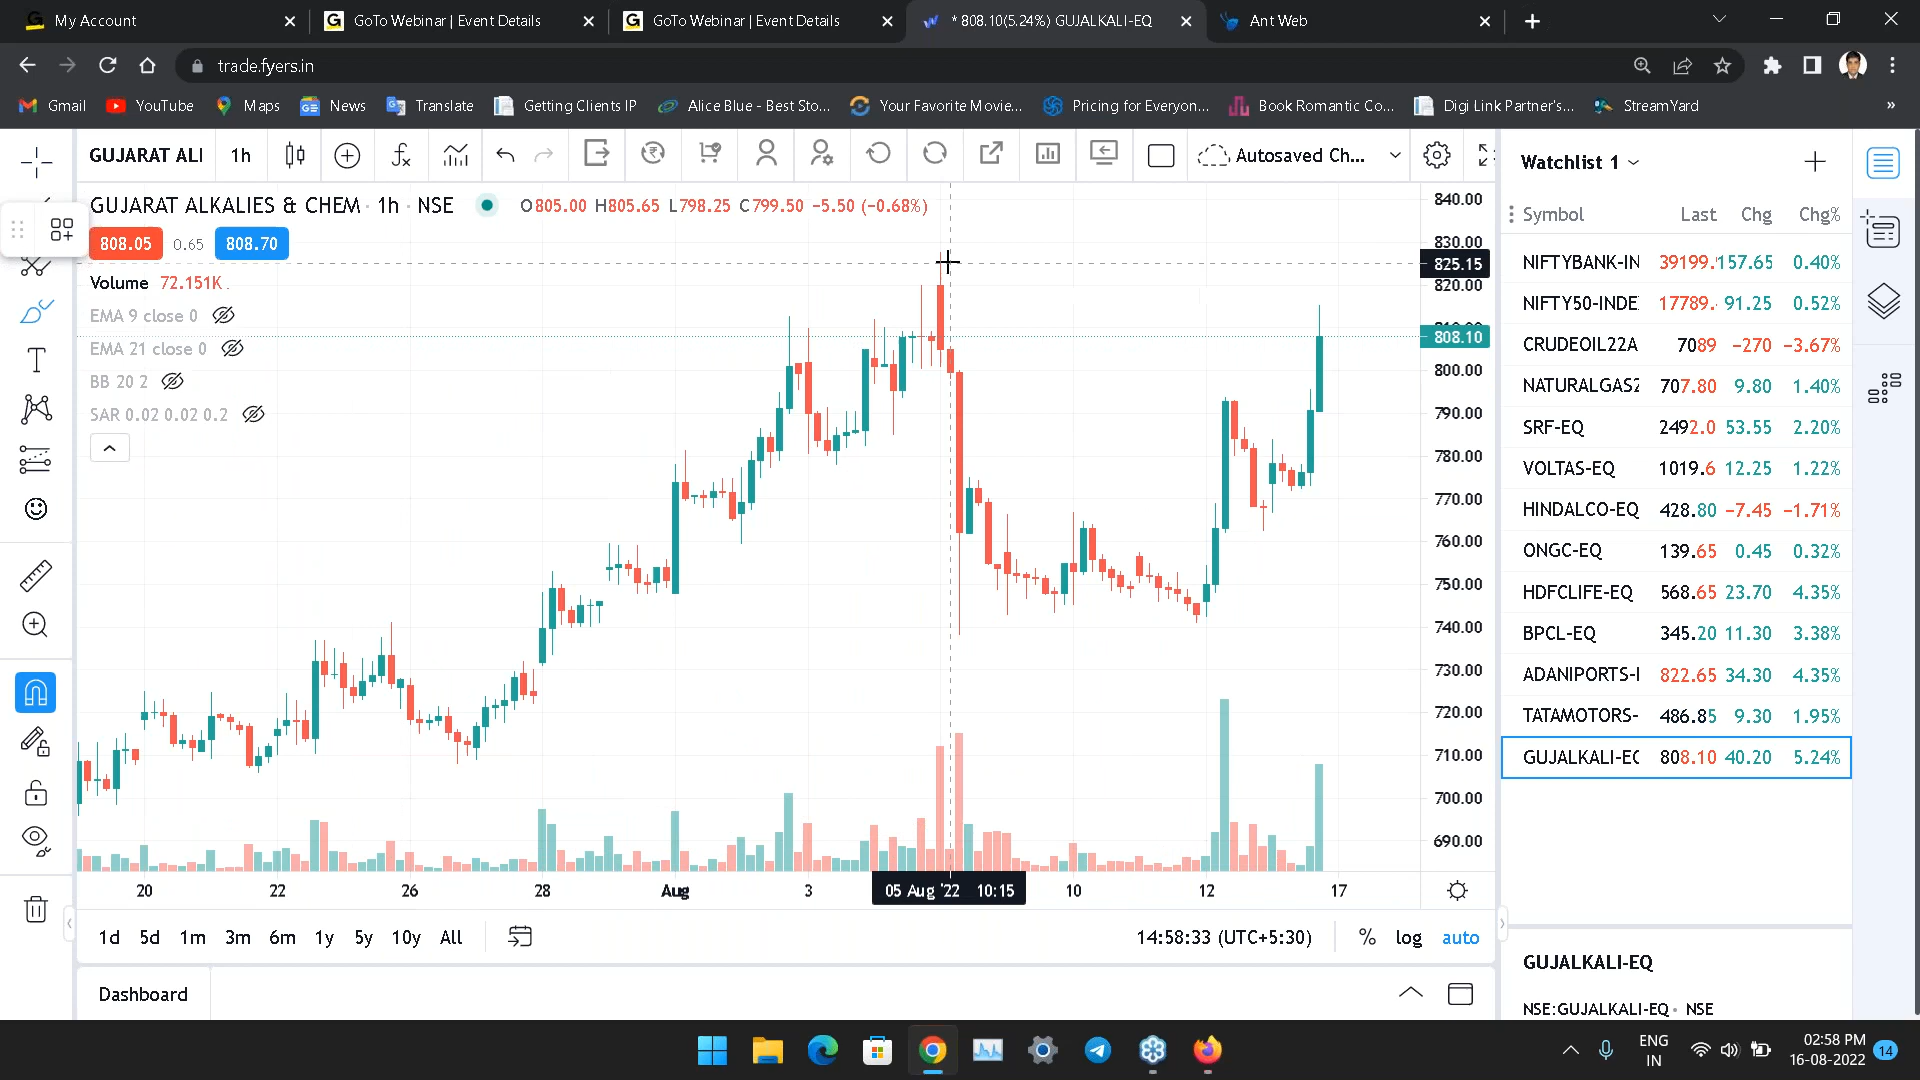 My Account
GoTo Webinar | Event Details
GoTo Webinar | Event Details
* 808.10(5.24%) GUJALKALI-EQ
Ant Web
trade.fyers.in
Gmail
YouTube
Maps
News
Translate
Getting Clients IP
Alice Blue - Best Sto...
Your Favorite Movie...
Pricing for Everyon...
Book Romantic Co...
Digi Link Partner's...
StreamYard
GUJARAT ALI
1h
Autosaved Ch...
GUJARAT ALKALIES & CHEM · 1h · NSE
O805.00 H805.65 L798.25 C799.50 -5.50 (-0.68%)
808.05 0.65 808.70
Volume 72.151K
EMA 9 close 0
EMA 21 close 0
BB 20 2
SAR 0.02 0.02 0.2
840.00
830.00
825.15
820.00
808.10
800.00
790.00
780.00
770.00
760.00
750.00
740.00
730.00
720.00
710.00
700.00
690.00
20 22 26 28 Aug 3 05 Aug '22 10:15 10 12 17
1d 5d 1m 3m 6m 1y 5y 10y All
14:58:33 (UTC+5:30)
% log auto
Dashboard
Watchlist 1
Symbol Last Chg Chg%
NIFTYBANK-IN 39199. 157.65 0.40%
NIFTY50-INDE 17789. 91.25 0.52%
CRUDEOIL22A 7089 -270 -3.67%
NATURALGAS2 707.80 9.80 1.40%
SRF-EQ 2492.0 53.55 2.20%
VOLTAS-EQ 1019.6 12.25 1.22%
HINDALCO-EQ 428.80 -7.45 -1.71%
ONGC-EQ 139.65 0.45 0.32%
HDFCLIFE-EQ 568.65 23.70 4.35%
BPCL-EQ 345.20 11.30 3.38%
ADANIPORTS-I 822.65 34.30 4.35%
TATAMOTORS- 486.85 9.30 1.95%
GUJALKALI-EC 808.10 40.20 5.24%
GUJALKALI-EQ
NSE:GUJALKALI-EQ · NSE
ENG
IN
02:58 PM
16-08-2022
14